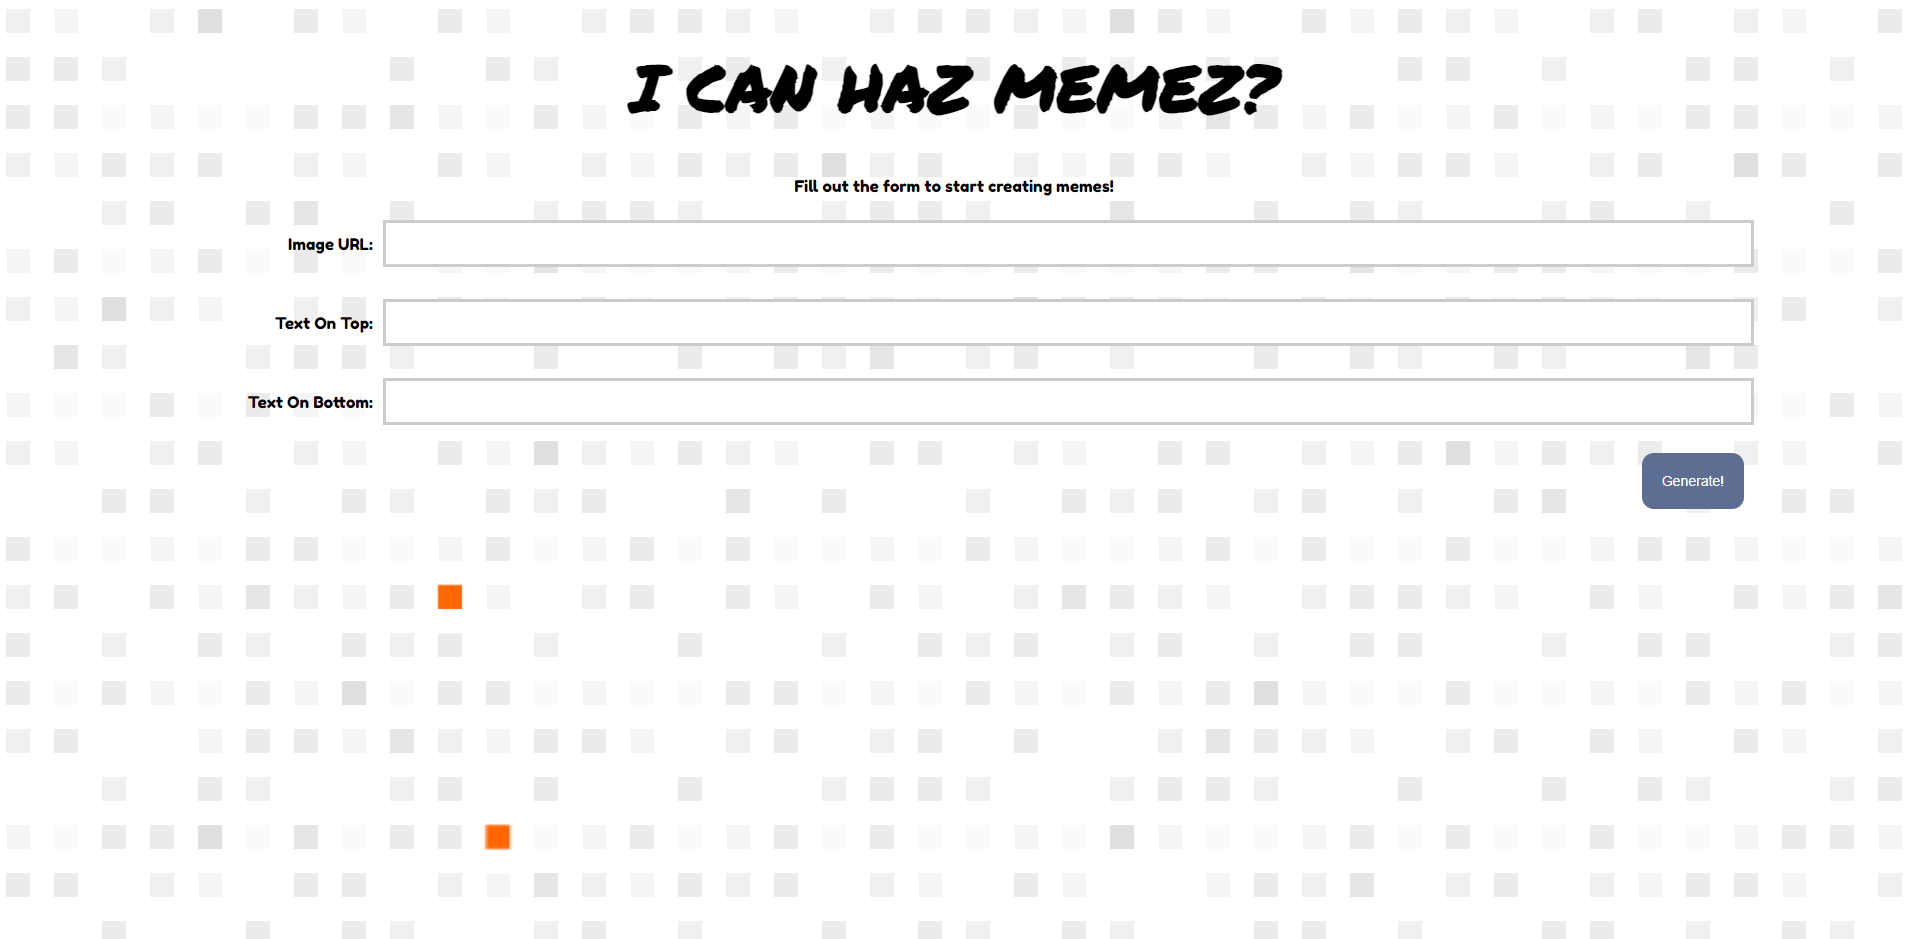 I CAN HAZ MEMEZ?
Fill out the form to start creating memes!
Image URL:
Text On Top:
Text On Bottom:
Generate!